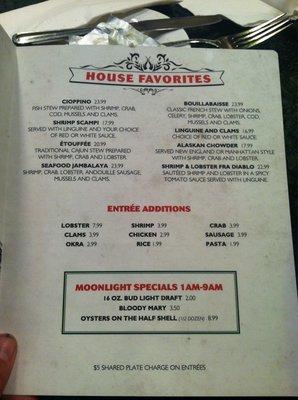 HOUSE FAVORITES
CIOPPINO 23.99
FISH STEW PREPARED WITH SHRIMP, CRAB,
COD, MUSSELS AND CLAMS.
SHRIMP SCAMPI 17.99
SERVED WITH LINGUINE AND YOUR CHOICE
OF RED OR WHITE SAUCE.
ÉTOUFFÉE 20.99
TRADITIONAL CAJUN STEW PREPARED
WITH SHRIMP, CRAB AND LOBSTER.
SEAFOOD JAMBALAYA 23.99
SHRIMP, CRAB LOBSTER, ANDOUILLE SAUSAGE,
MUSSELS AND CLAMS.
BOUILLABAISSE 23.99
CLASSIC FRENCH STEW WITH ONIONS,
CELERY, SHRIMP, CRAB, LOBSTER, COD,
MUSSELS AND CLAMS.
LINGUINE AND CLAMS 16.99
CHOICE OF RED OR WHITE SAUCE.
ALASKAN CHOWDER 17.99
SERVED NEW ENGLAND OR MANHATTAN STYLE
WITH SHRIMP, CRAB AND LOBSTER.
SHRIMP & LOBSTER FRA DIABLO 22.99
SAUTÉED SHRIMP AND LOBSTER IN A SPICY
TOMATO SAUCE SERVED WITH LINGUINE.
ENTRÉE ADDITIONS
LOBSTER 7.99 SHRIMP 3.99 CRAB 3.99
CLAMS 3.99 CHICKEN 2.99 SAUSAGE 3.99
OKRA 2.99 RICE 1.99 PASTA 1.99
MOONLIGHT SPECIALS 1AM-9AM
16 OZ. BUD LIGHT DRAFT 2.00
BLOODY MARY 3.50
OYSTERS ON THE HALF SHELL (1/2 DOZEN) 8.99
$5 SHARED PLATE CHARGE ON ENTRÉES